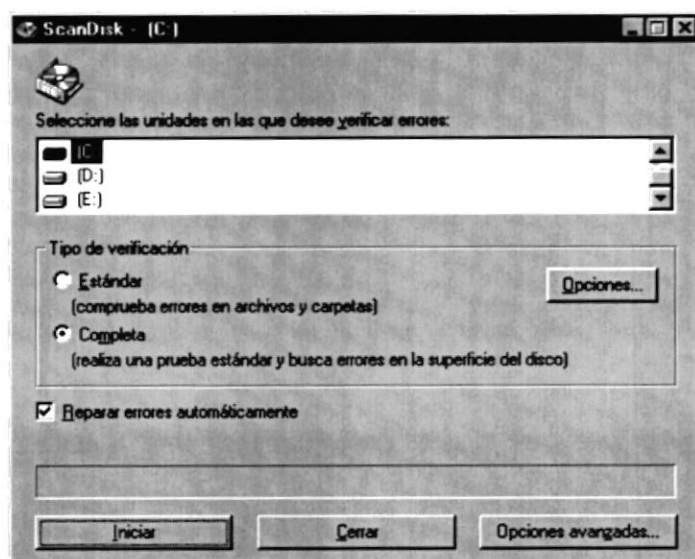 ScanDisk - (C:)
Seleccione las unidades en las que desee verificar errores:
(C:)
(D:)
(E:)
Tipo de verificación
Estándar
(comprueba errores en archivos y carpetas)
Opciones...
Completa
(realiza una prueba estándar y busca errores en la superficie del disco)
Reparar errores automáticamente
Iniciar
Cerrar
Opciones avanzadas...